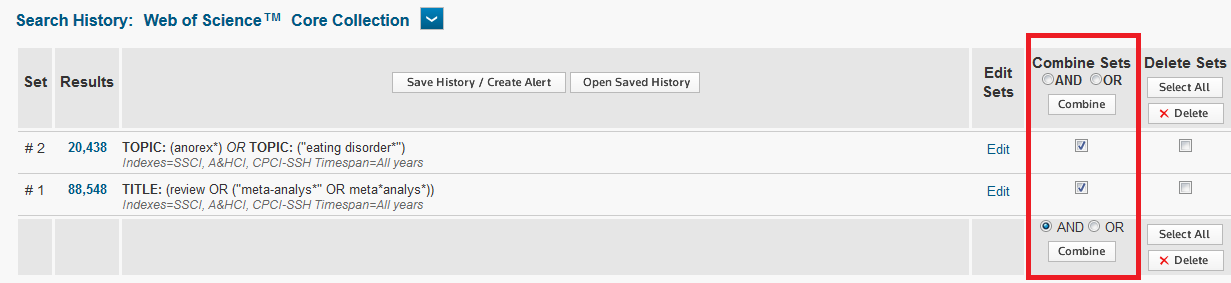 Search History: Web of Science™ Core Collection
Set Results Save History / Create Alert Open Saved History Edit Sets Combine Sets AND OR Combine Delete Sets Select All Delete
# 2 20,438 TOPIC: (anorex*) OR TOPIC: ("eating disorder*") Edit
Indexes=SSCI, A&HCI, CPCI-SSH Timespan=All years
# 1 88,548 TITLE: (review OR ("meta-analys*" OR meta*analys*)) Edit
Indexes=SSCI, A&HCI, CPCI-SSH Timespan=All years
AND OR Select All
Combine Delete